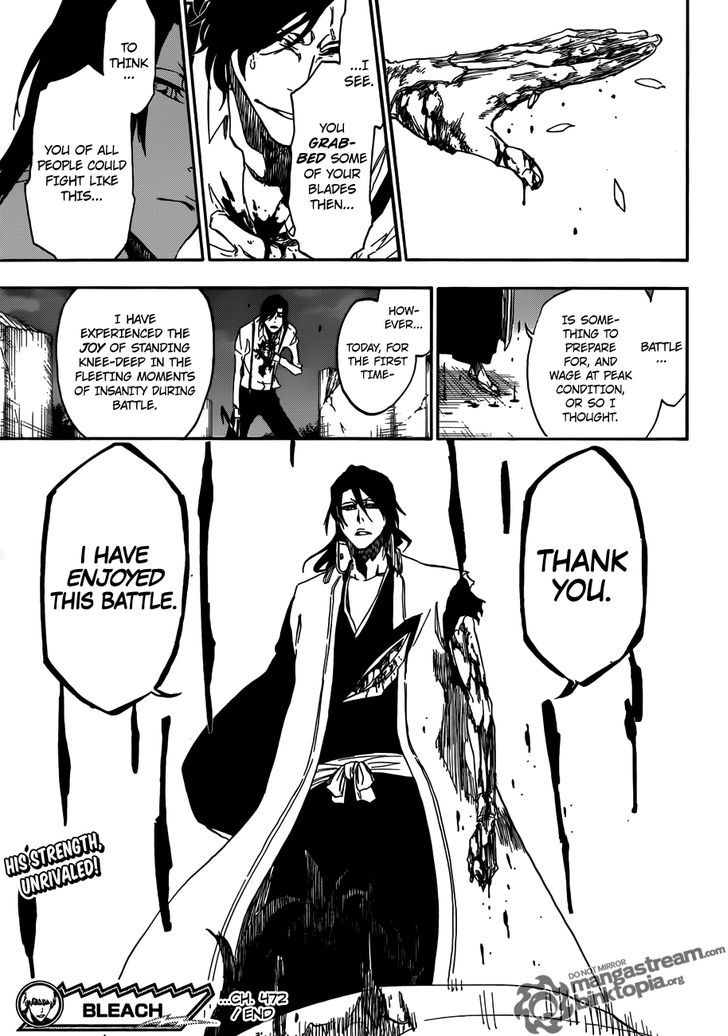 ...I
SEE.
YOU
GRAB-
BED SOME
OF YOUR
BLADES
THEN...
TO
THINK
...
YOU OF ALL
PEOPLE COULD
FIGHT LIKE
THIS...
BATTLE
...
IS SOME-
THING TO
PREPARE
FOR, AND
WAGE AT PEAK
CONDITION,
OR SO I
THOUGHT.
HOW-
EVER...
TODAY, FOR
THE FIRST
TIME-
I HAVE
EXPERIENCED THE
JOY OF STANDING
KNEE-DEEP IN THE
FLEETING MOMENTS
OF INSANITY DURING
BATTLE.
THANK
YOU.
I HAVE
ENJOYED
THIS BATTLE.
HIS STRENGTH,
UNRIVALED!
BLEACH
...CH. 472
/ END
DO NOT MIRROR
mangastream.com
binktopia.org